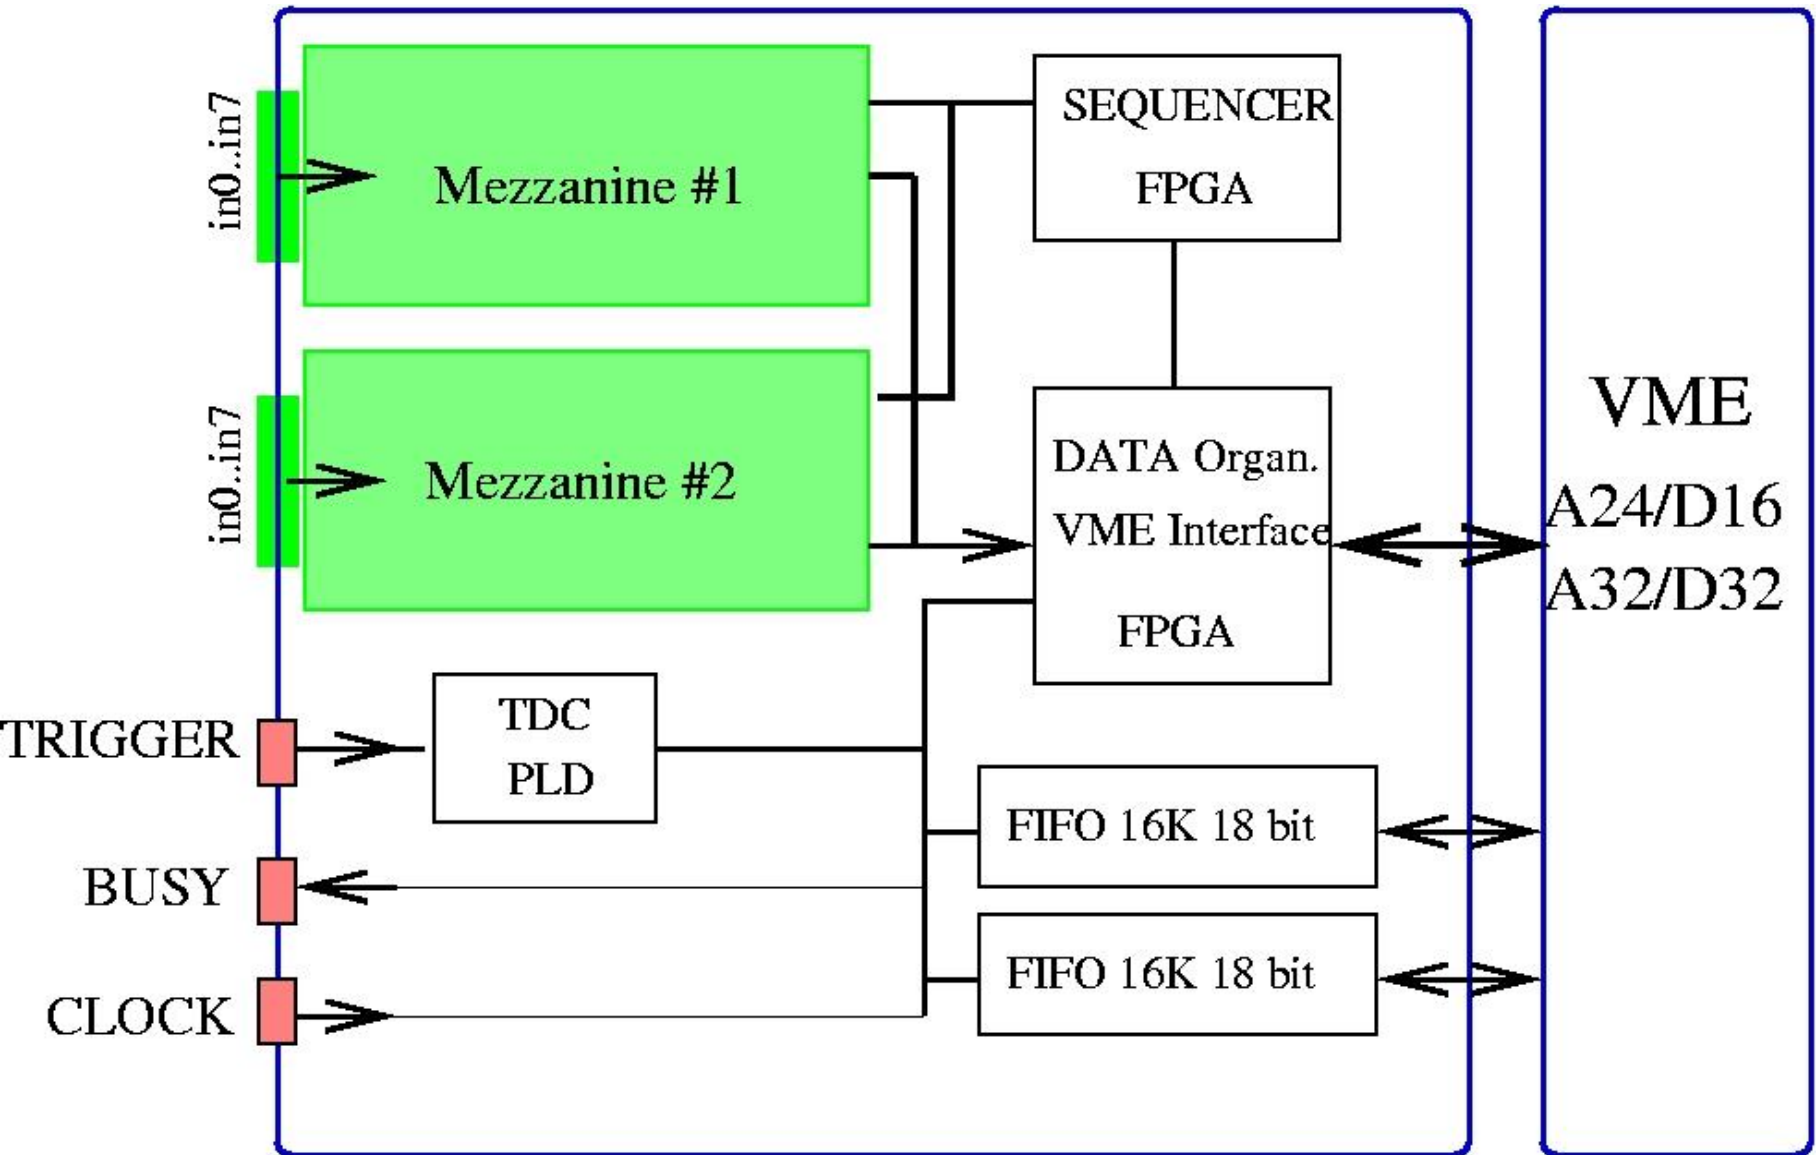 in0..in7
Mezzanine #1
SEQUENCER
FPGA
in0..in7
Mezzanine #2
DATA Organ.
VME Interface
FPGA
VME
A24/D16
A32/D32
TRIGGER
TDC
PLD
BUSY
FIFO 16K 18 bit
CLOCK
FIFO 16K 18 bit